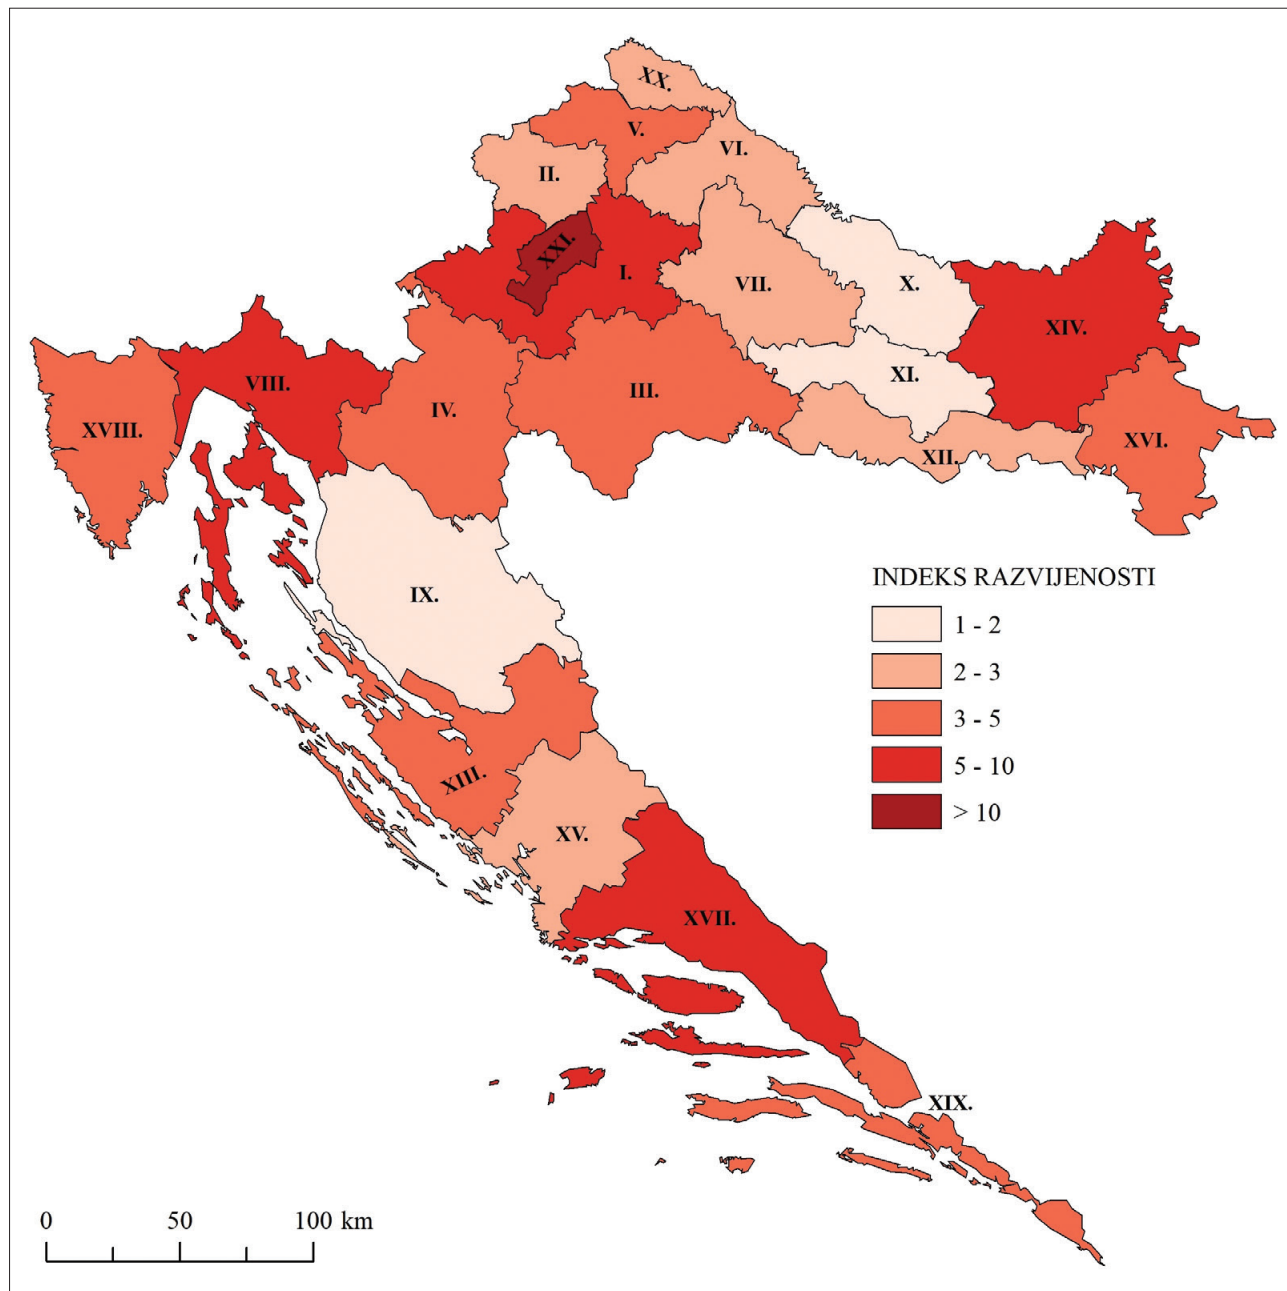 XX.
V.
VI.
II.
XXI.
I.
VII.
X.
XIV.
VIII.
XI.
III.
IV.
XVIII.
XVI.
XII.
IX.
INDEKS RAZVIJENOSTI
1 - 2
2 - 3
3 - 5
5 - 10
> 10
XIII.
XV.
XVII.
XIX.
0 50 100 km